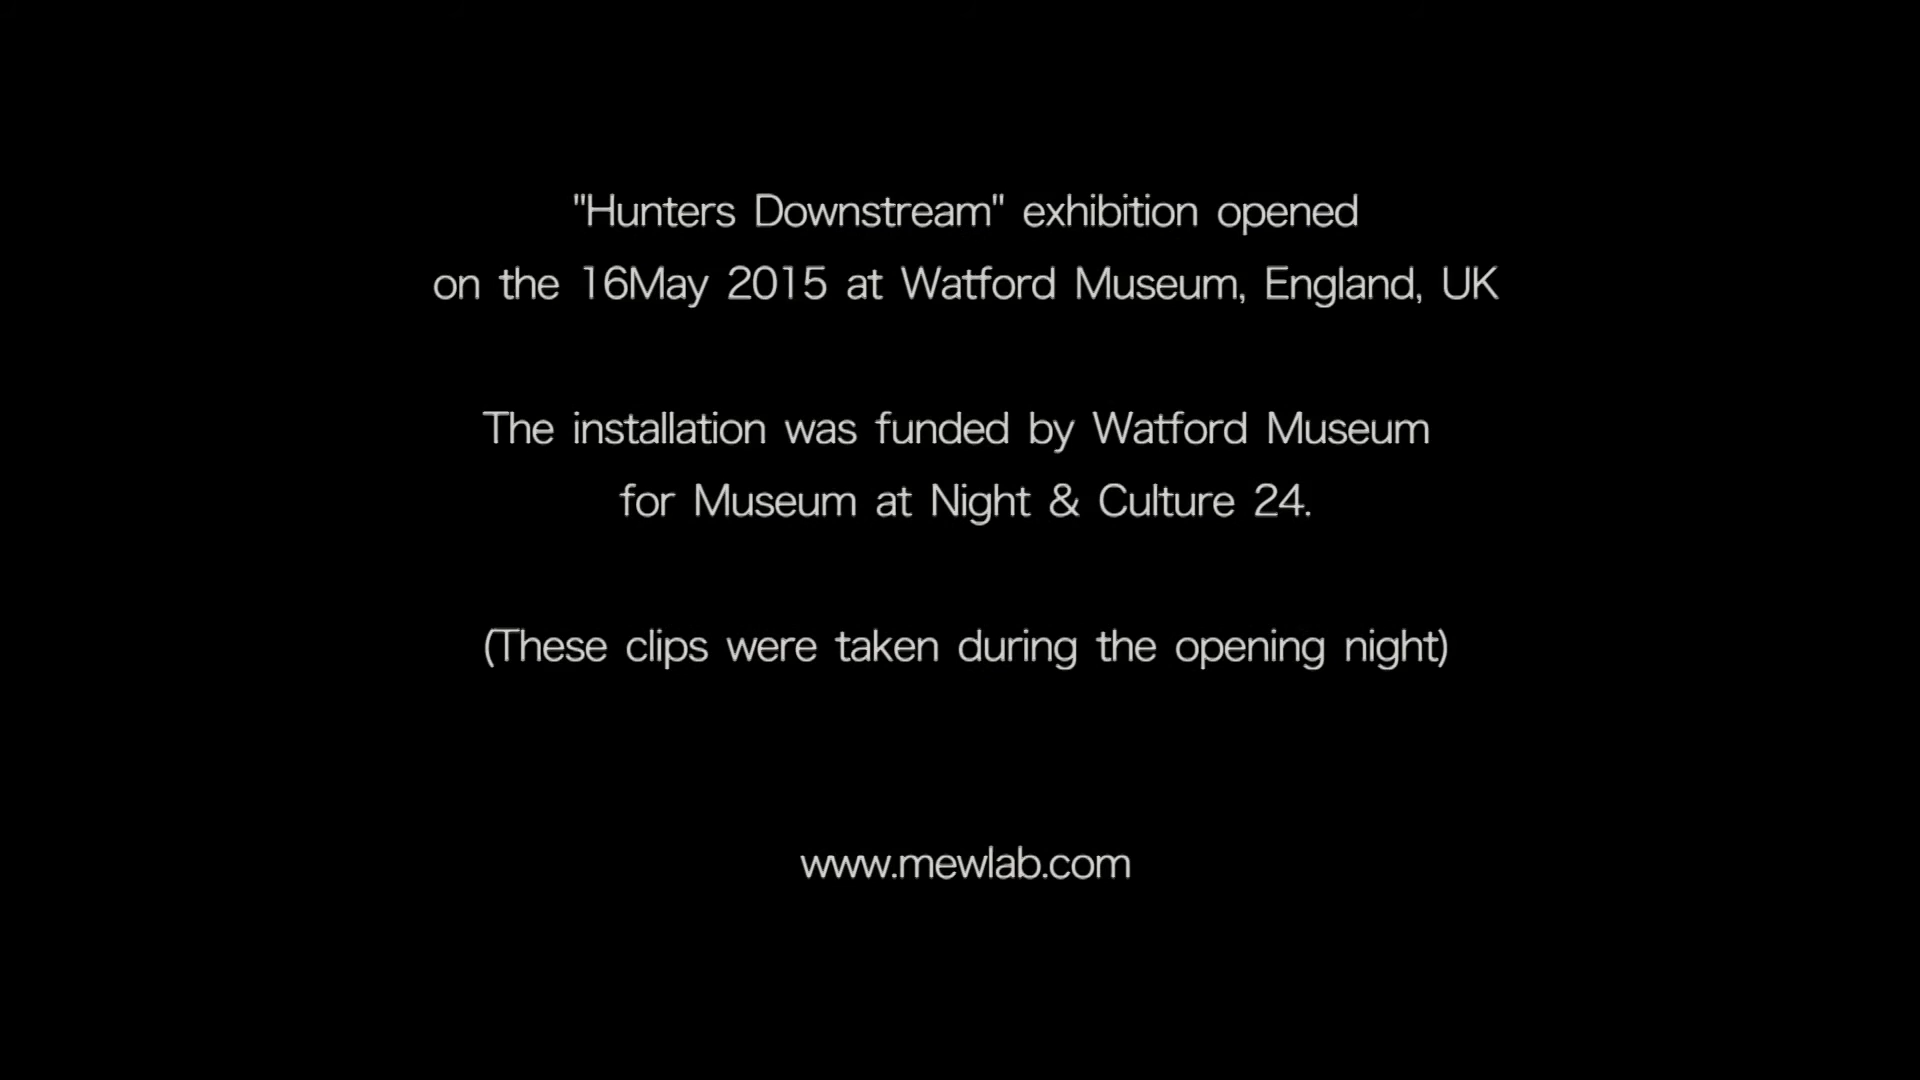 "Hunters Downstream" exhibition opened
on the 16May 2015 at Watford Museum, England, UK
The installation was funded by Watford Museum
for Museum at Night & Culture 24.
(These clips were taken during the opening night)
www.mewlab.com